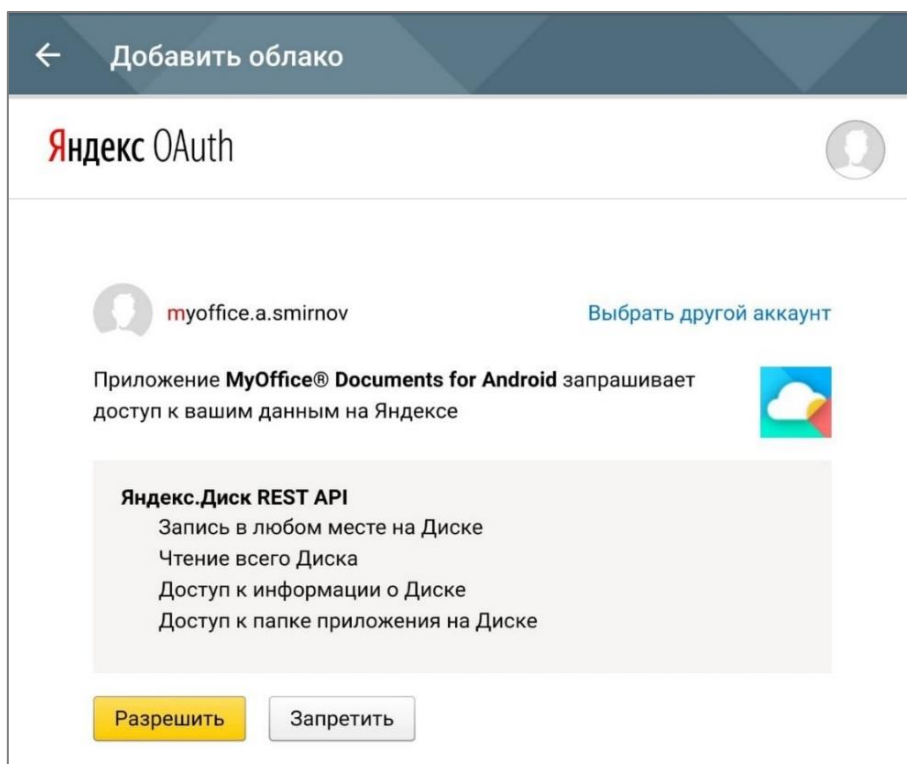 Добавить облако
Яндекс OAuth
myoffice.a.smirnov
Выбрать другой аккаунт
Приложение MyOffice® Documents for Android запрашивает
доступ к вашим данным на Яндексе
Яндекс.Диск REST API
Запись в любом месте на Диске
Чтение всего Диска
Доступ к информации о Диске
Доступ к папке приложения на Диске
Разрешить
Запретить